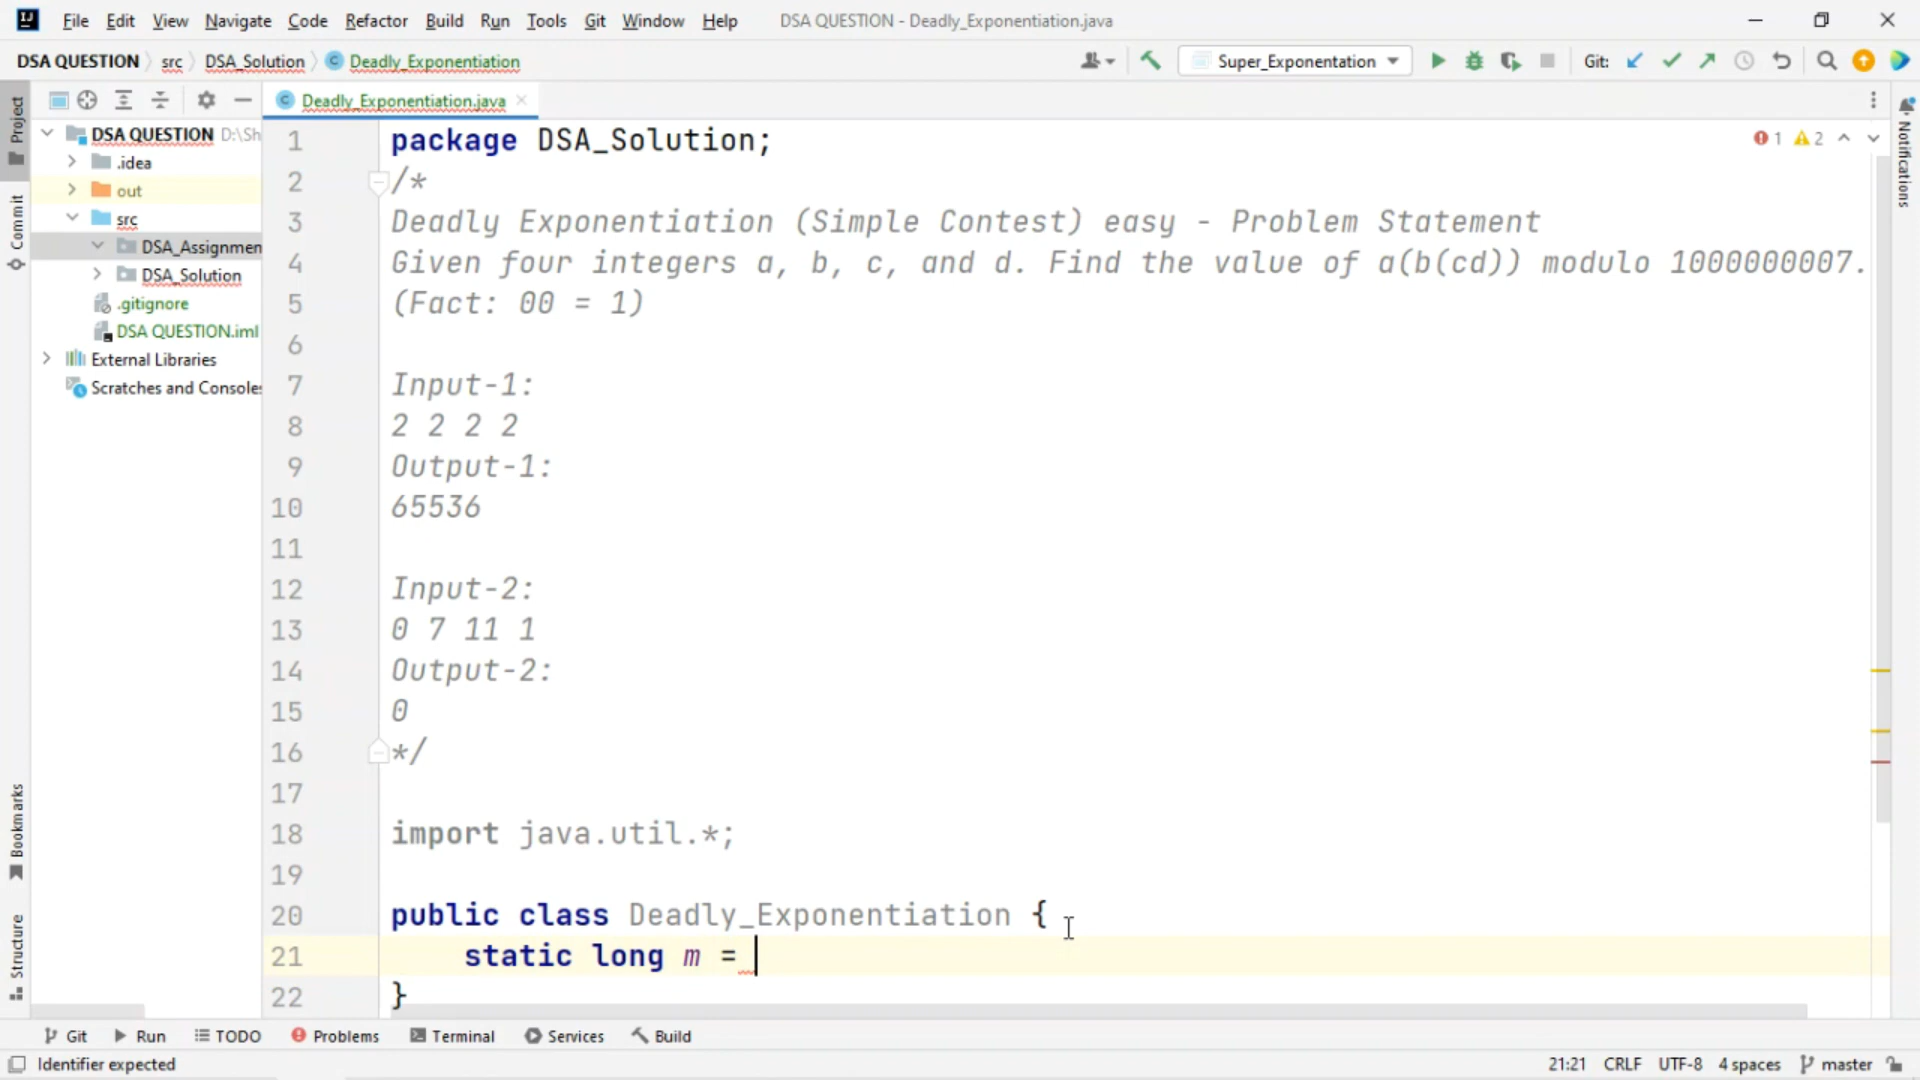 File Edit View Navigate Code Refactor Build Run Tools Git Window Help DSA QUESTION - Deadly_Exponentiation.java
DSA QUESTION src DSA_Solution Deadly_Exponentiation Super_Exponentation Git:
Deadly_Exponentiation.java
Project
Commit
Bookmarks
Structure
DSA QUESTION D:\Sh
.idea
out
src
DSA_Assignmen
DSA_Solution
.gitignore
DSA QUESTION.iml
External Libraries
Scratches and Consoles
1 package DSA_Solution;
2 /*
3 Deadly Exponentiation (Simple Contest) easy - Problem Statement
4 Given four integers a, b, c, and d. Find the value of a(b(cd)) modulo 1000000007.
5 (Fact: 00 = 1)
6
7 Input-1:
8 2 2 2 2
9 Output-1:
10 65536
11
12 Input-2:
13 0 7 11 1
14 Output-2:
15 0
16 */
17
18 import java.util.*;
19
20 public class Deadly_Exponentiation {
21 static long m =
22 }
1 2
Notifications
Git Run TODO Problems Terminal Services Build
Identifier expected 21:21 CRLF UTF-8 4 spaces master